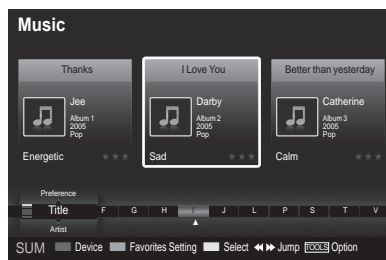 Music
Thanks
Jee
Album 1
2005
Pop
Energetic ★★★
I Love You
Darby
Album 2
2005
Pop
Sad ★★★
Better than yesterday
Catherine
Album 3
2005
Pop
Calm ★★★
Preference
Title F G H I J L P S T V
Artist
SUM Device Favorites Setting Select ◀◀ ▶▶ Jump TOOLS Option